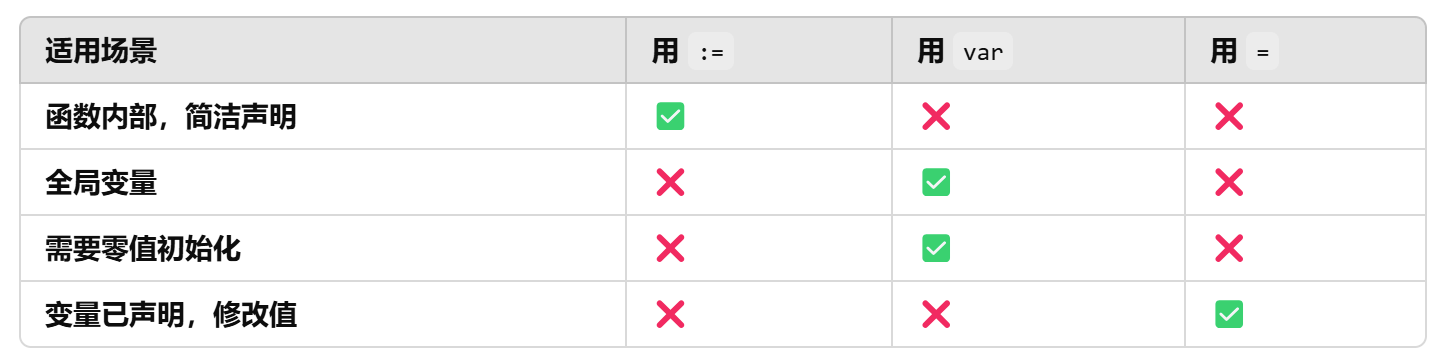 适用场景 用 := 用 var 用 =
函数内部，简洁声明 ✅ ❌ ❌
全局变量 ❌ ✅ ❌
需要零值初始化 ❌ ✅ ❌
变量已声明，修改值 ❌ ❌ ✅